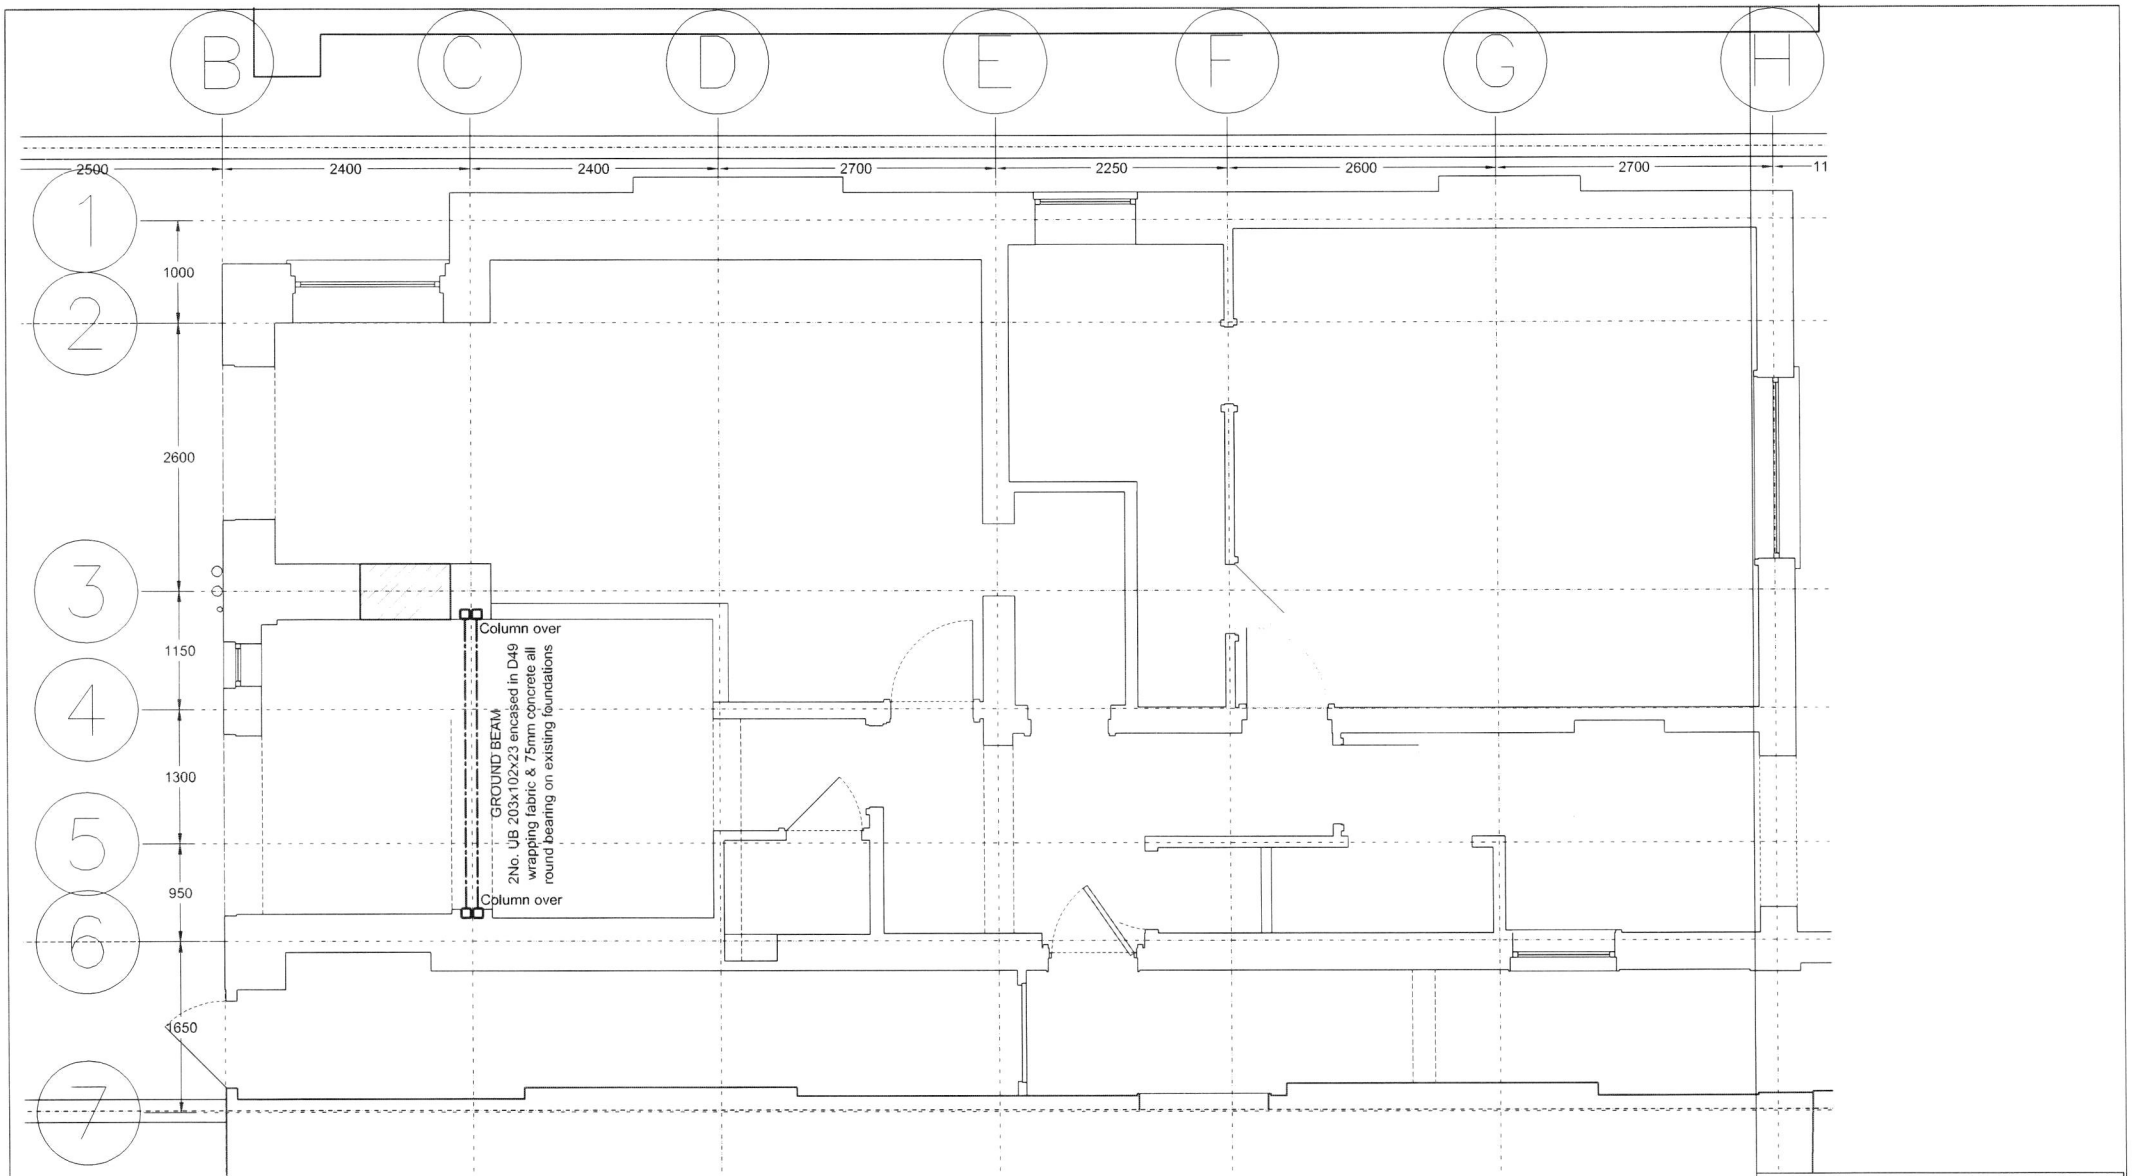 B C D E F G H
2500 2400 2400 2700 2250 2600 2700 11
1
1000
2
2600
3
1150
4
1300
5
950
6
1650
7
Column over
GROUND BEAM
2No. UB 203x102x23 encased in D49
wrapping fabric & 75mm concrete all
round bearing on existing foundations
Column over